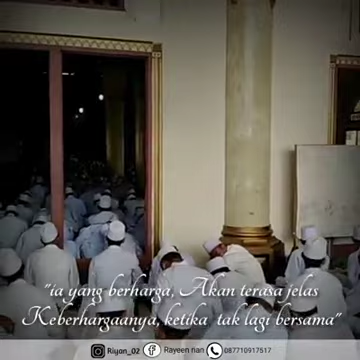 "ia yang berharga, Akan terasa jelas
Keberhargaanya, ketika tak lagi bersama"
Riyan_02 Rayeen nan 087710917517